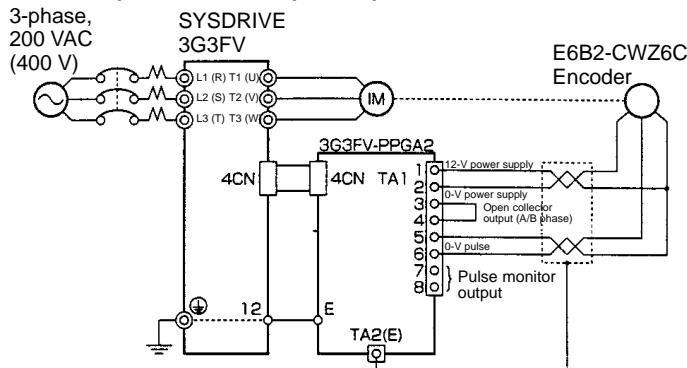 3-phase,
200 VAC
(400 V)
SYSDRIVE
3G3FV
E6B2-CWZ6C
Encoder
L1 (R) T1 (U)
L2 (S) T2 (V)
L3 (T) T3 (W)
IM
3G3FV-PPGA2
4CN
4CN
TA1
1
12-V power supply
2
0-V power supply
3
Open collector
output (A/B phase)
4
5
6
0-V pulse
7
8
Pulse monitor
output
12
E
TA2(E)